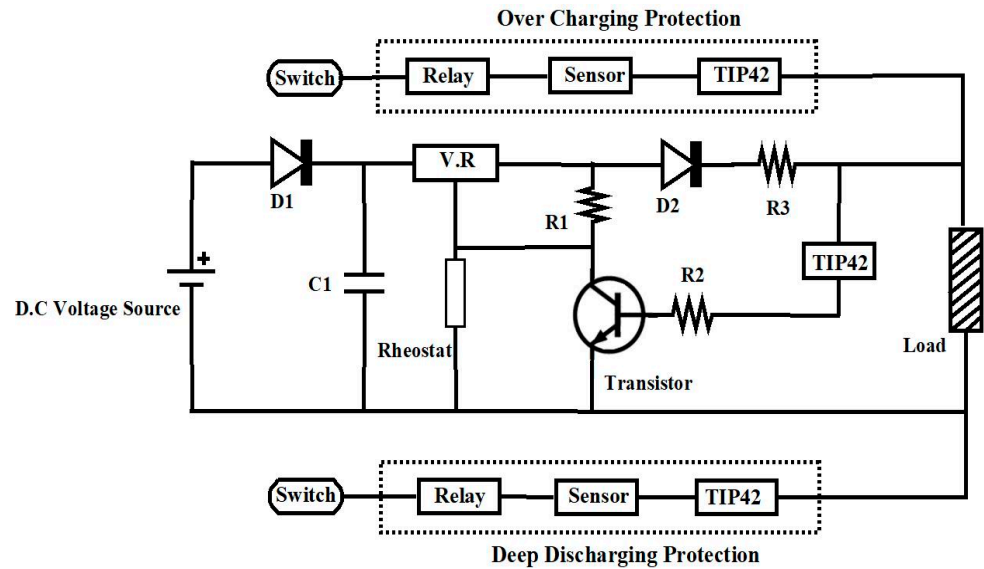 Over Charging Protection
Switch
Relay
Sensor
TIP42
V.R
D1
R1
D2
R3
TIP42
+
D.C Voltage Source
C1
R2
Rheostat
Load
Transistor
Switch
Relay
Sensor
TIP42
Deep Discharging Protection